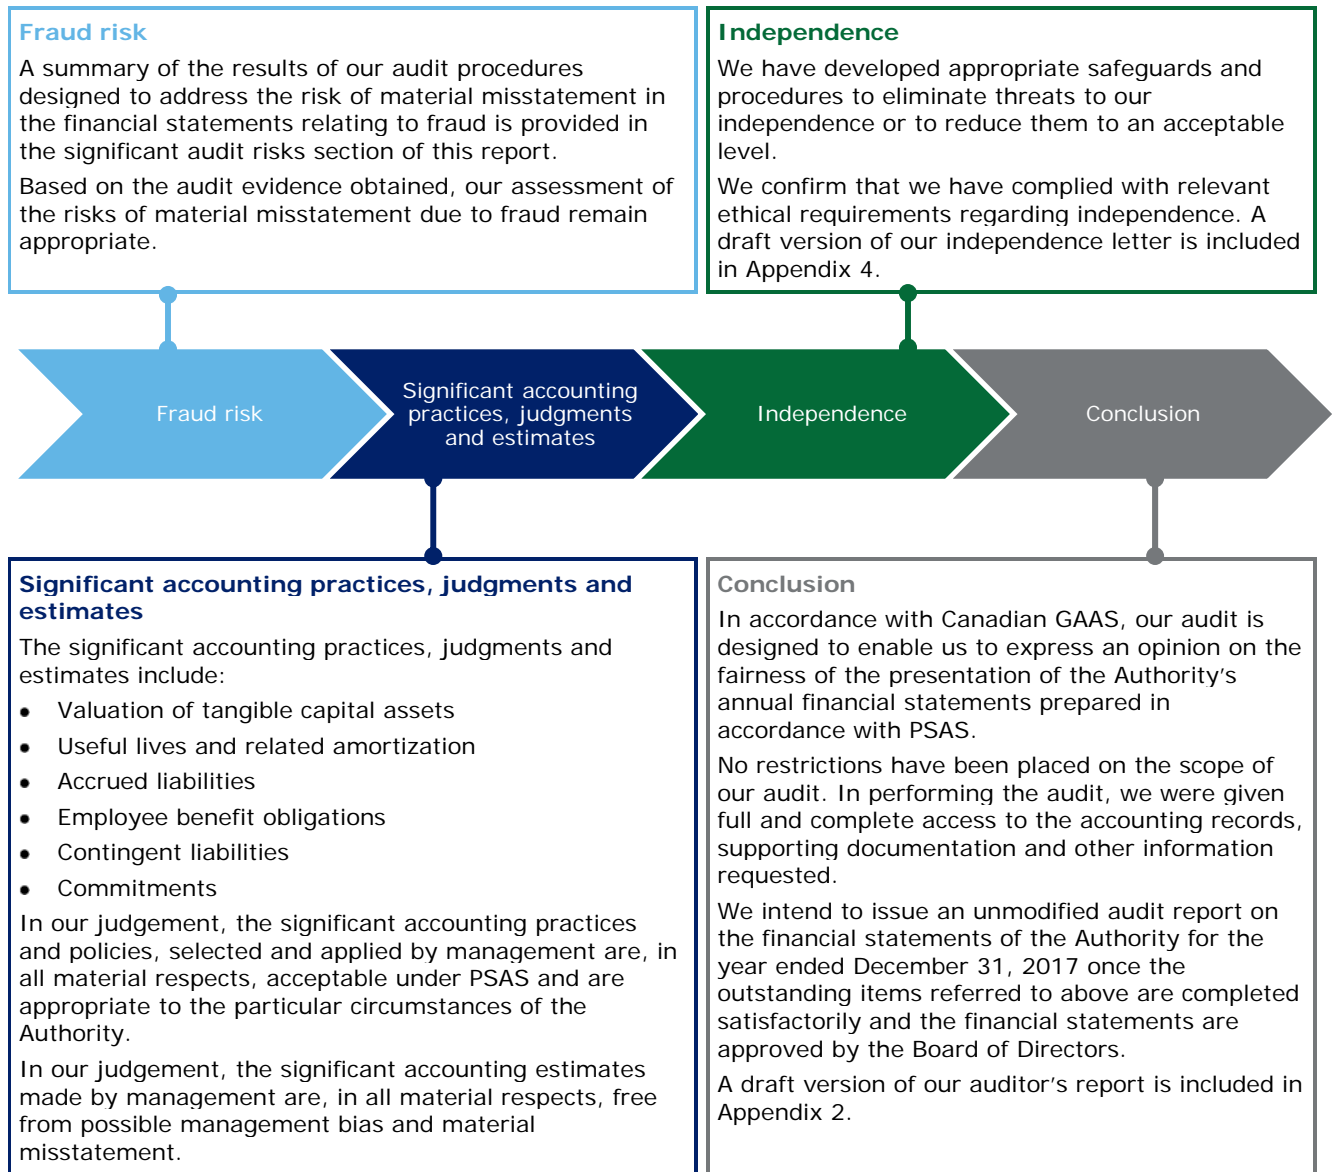 Fraud risk
A summary of the results of our audit procedures
designed to address the risk of material misstatement in
the financial statements relating to fraud is provided in
the significant audit risks section of this report.
Based on the audit evidence obtained, our assessment of
the risks of material misstatement due to fraud remain
appropriate.
Independence
We have developed appropriate safeguards and
procedures to eliminate threats to our
independence or to reduce them to an acceptable
level.
We confirm that we have complied with relevant
ethical requirements regarding independence. A
draft version of our independence letter is included
in Appendix 4.
Fraud risk
Significant accounting
practices, judgments
and estimates
Independence
Conclusion
Significant accounting practices, judgments and
estimates
The significant accounting practices, judgments and
estimates include:
• Valuation of tangible capital assets
• Useful lives and related amortization
• Accrued liabilities
• Employee benefit obligations
• Contingent liabilities
• Commitments
In our judgement, the significant accounting practices
and policies, selected and applied by management are, in
all material respects, acceptable under PSAS and are
appropriate to the particular circumstances of the
Authority.
In our judgement, the significant accounting estimates
made by management are, in all material respects, free
from possible management bias and material
misstatement.
Conclusion
In accordance with Canadian GAAS, our audit is
designed to enable us to express an opinion on the
fairness of the presentation of the Authority’s
annual financial statements prepared in
accordance with PSAS.
No restrictions have been placed on the scope of
our audit. In performing the audit, we were given
full and complete access to the accounting records,
supporting documentation and other information
requested.
We intend to issue an unmodified audit report on
the financial statements of the Authority for the
year ended December 31, 2017 once the
outstanding items referred to above are completed
satisfactorily and the financial statements are
approved by the Board of Directors.
A draft version of our auditor’s report is included in
Appendix 2.